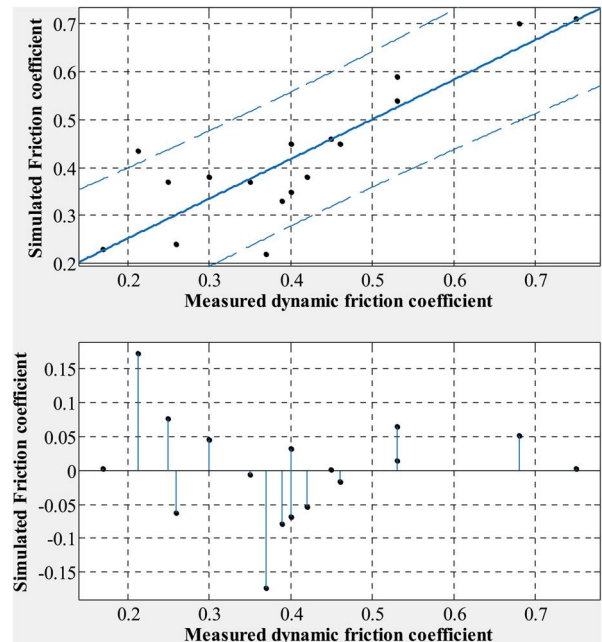 Simulated Friction coefficient
0.7
0.6
0.5
0.4
0.3
0.2
0.2 0.3 0.4 0.5 0.6 0.7
Measured dynamic friction coefficient
Simulated Friction coefficient
0.15
0.1
0.05
0
-0.05
-0.1
-0.15
0.2 0.3 0.4 0.5 0.6 0.7
Measured dynamic friction coefficient